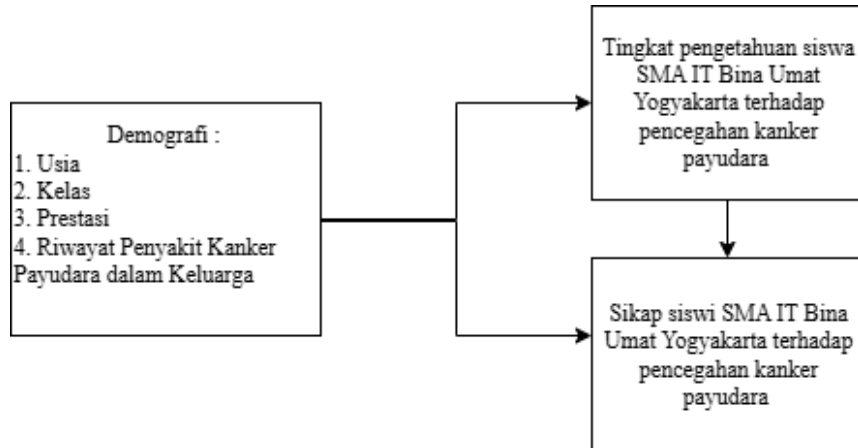 Demografi :
1. Usia
2. Kelas
3. Prestasi
4. Riwayat Penyakit Kanker
Payudara dalam Keluarga
Tingkat pengetahuan siswa
SMA IT Bina Umat
Yogyakarta terhadap
pencegahan kanker
payudara
Sikap siswi SMA IT Bina
Umat Yogyakarta terhadap
pencegahan kanker
payudara